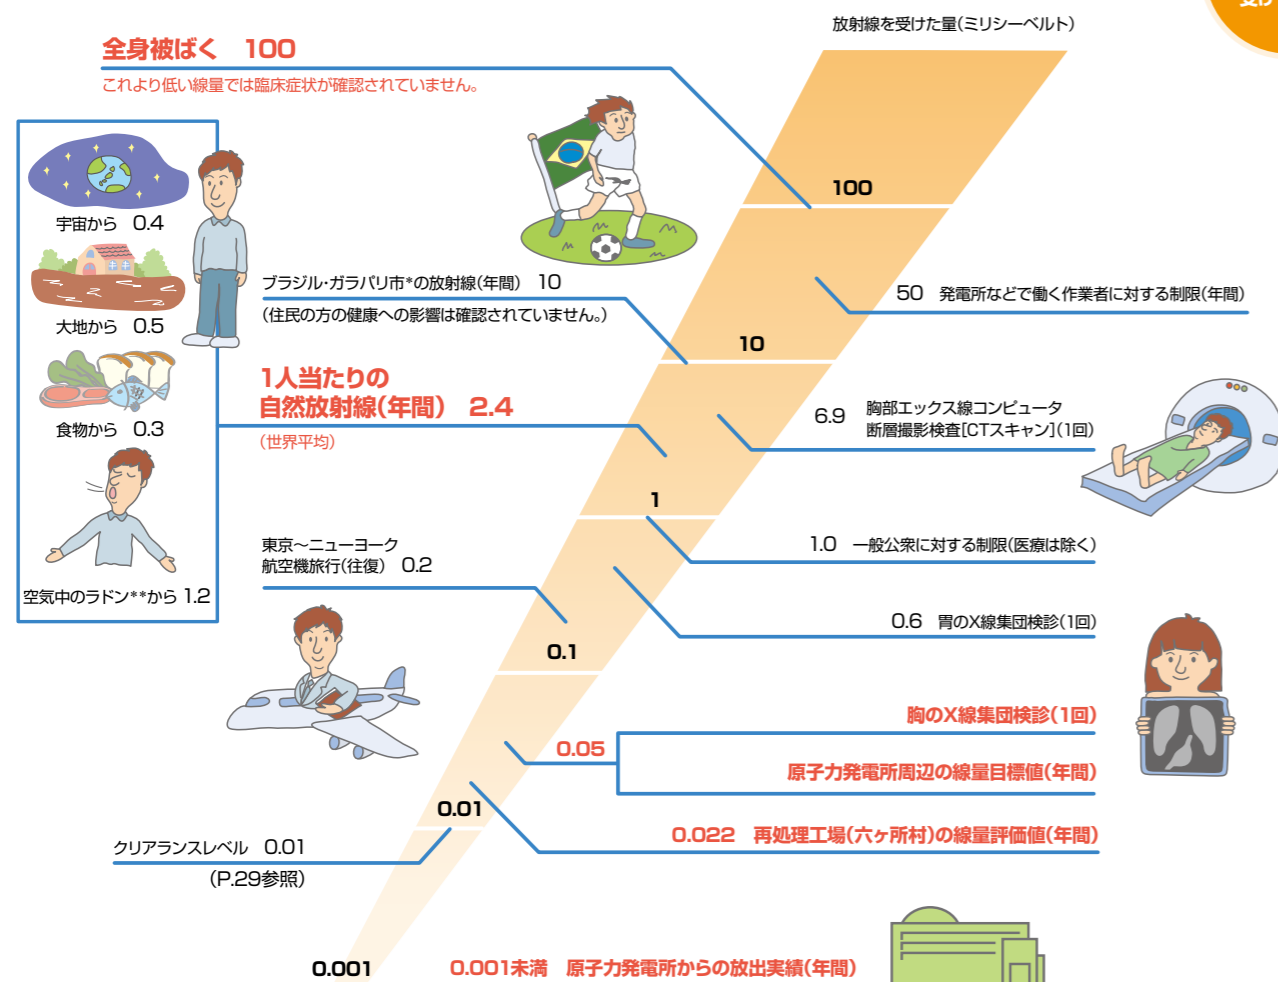 受け
放射線を受けた量(ミリシーベルト)
全身被ばく 100
これより低い線量では臨床症状が確認されていません。
宇宙から 0.4
大地から 0.5
食物から 0.3
空気中のラドン**から 1.2
ブラジル・ガラパリ市*の放射線(年間) 10
(住民の方の健康への影響は確認されていません。)
1人当たりの
自然放射線(年間) 2.4
(世界平均)
東京〜ニューヨーク
航空機旅行(往復) 0.2
クリアランスレベル 0.01
(P.29参照)
100
10
1
0.1
0.01
0.001
50 発電所などで働く作業者に対する制限(年間)
6.9 胸部エックス線コンピュータ
断層撮影検査[CTスキャン](1回)
1.0 一般公衆に対する制限(医療は除く)
0.6 胃のX線集団検診(1回)
0.05
胸のX線集団検診(1回)
原子力発電所周辺の線量目標値(年間)
0.022 再処理工場(六ヶ所村)の線量評価値(年間)
0.001未満 原子力発電所からの放出実績(年間)